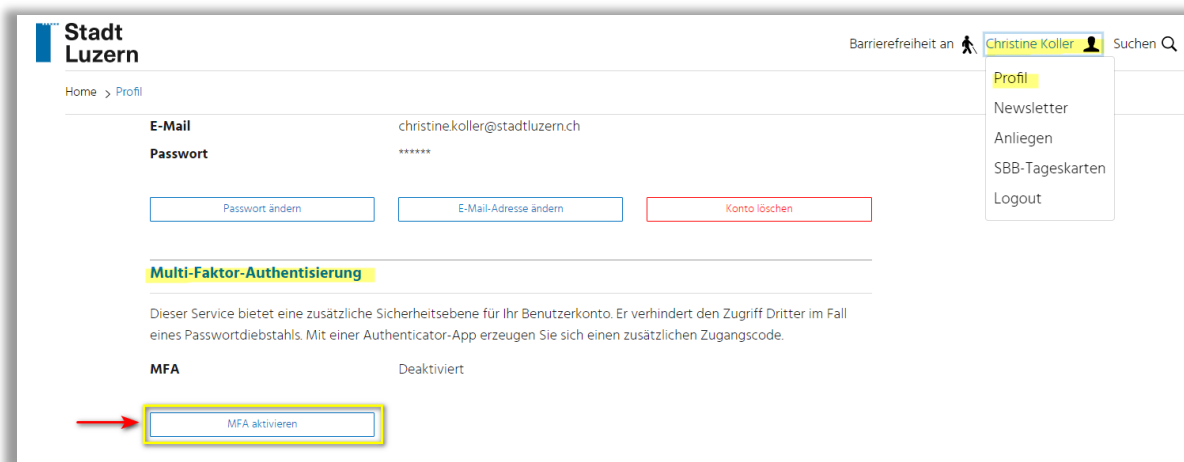 Stadt
Luzern
Barrierefreiheit an Christine Koller Suchen
Profil
Newsletter
Anliegen
SBB-Tageskarten
Logout
Home > Profil
E-Mail christine.koller@stadtluzern.ch
Passwort ******
Passwort ändern E-Mail-Adresse ändern Konto löschen
Multi-Faktor-Authentisierung
Dieser Service bietet eine zusätzliche Sicherheitsebene für Ihr Benutzerkonto. Er verhindert den Zugriff Dritter im Fall
eines Passwortdiebstahls. Mit einer Authenticator-App erzeugen Sie sich einen zusätzlichen Zugangscode.
MFA Deaktiviert
MFA aktivieren